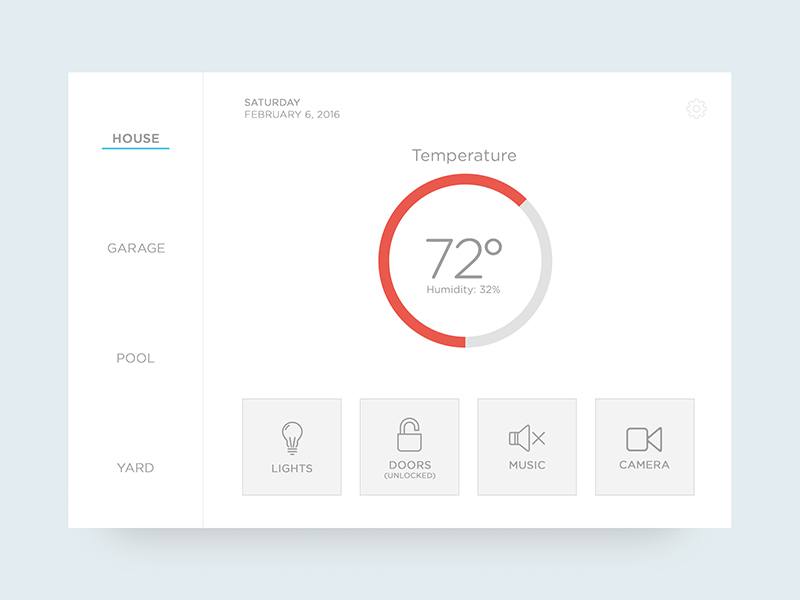 HOUSE
GARAGE
POOL
YARD
SATURDAY
FEBRUARY 6, 2016
Temperature
72°
Humidity: 32%
LIGHTS
DOORS
(UNLOCKED)
MUSIC
CAMERA